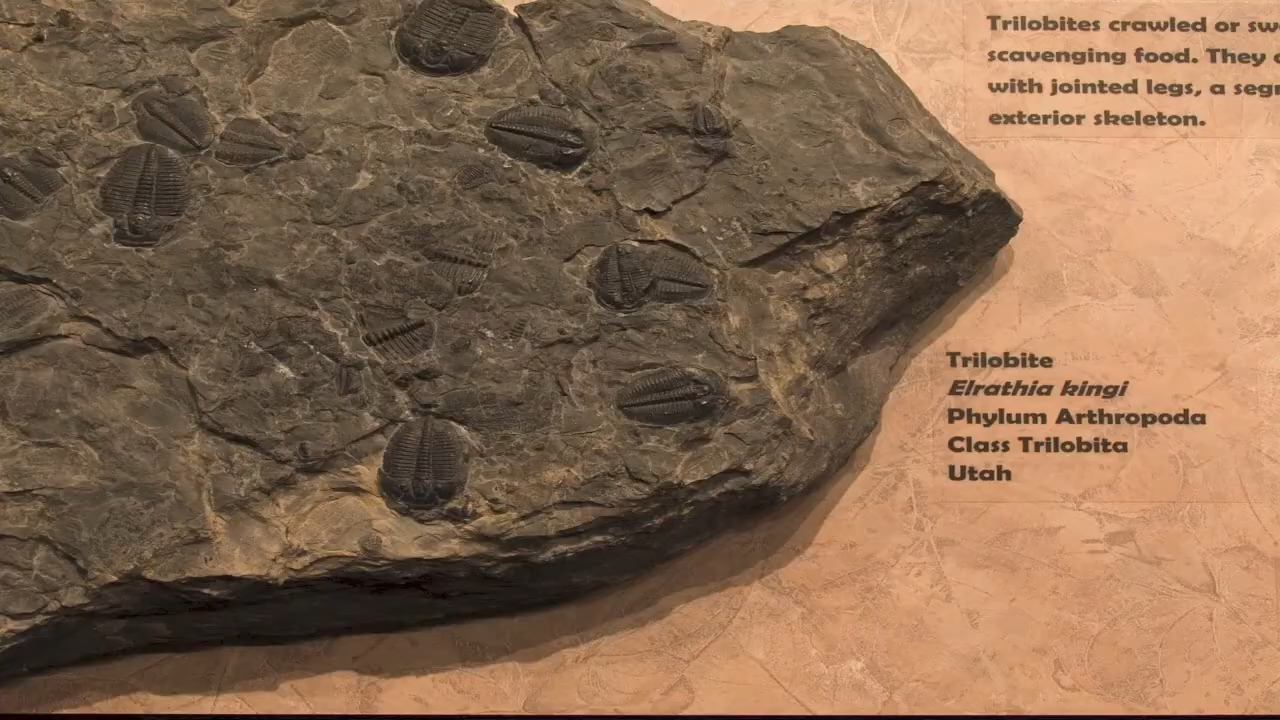 Trilobites crawled or
scavenging food. They
with jointed legs, a
exterior skeleton.
Trilobite
Elrathia kingi
Phylum Arthropoda
Class Trilobita
Utah